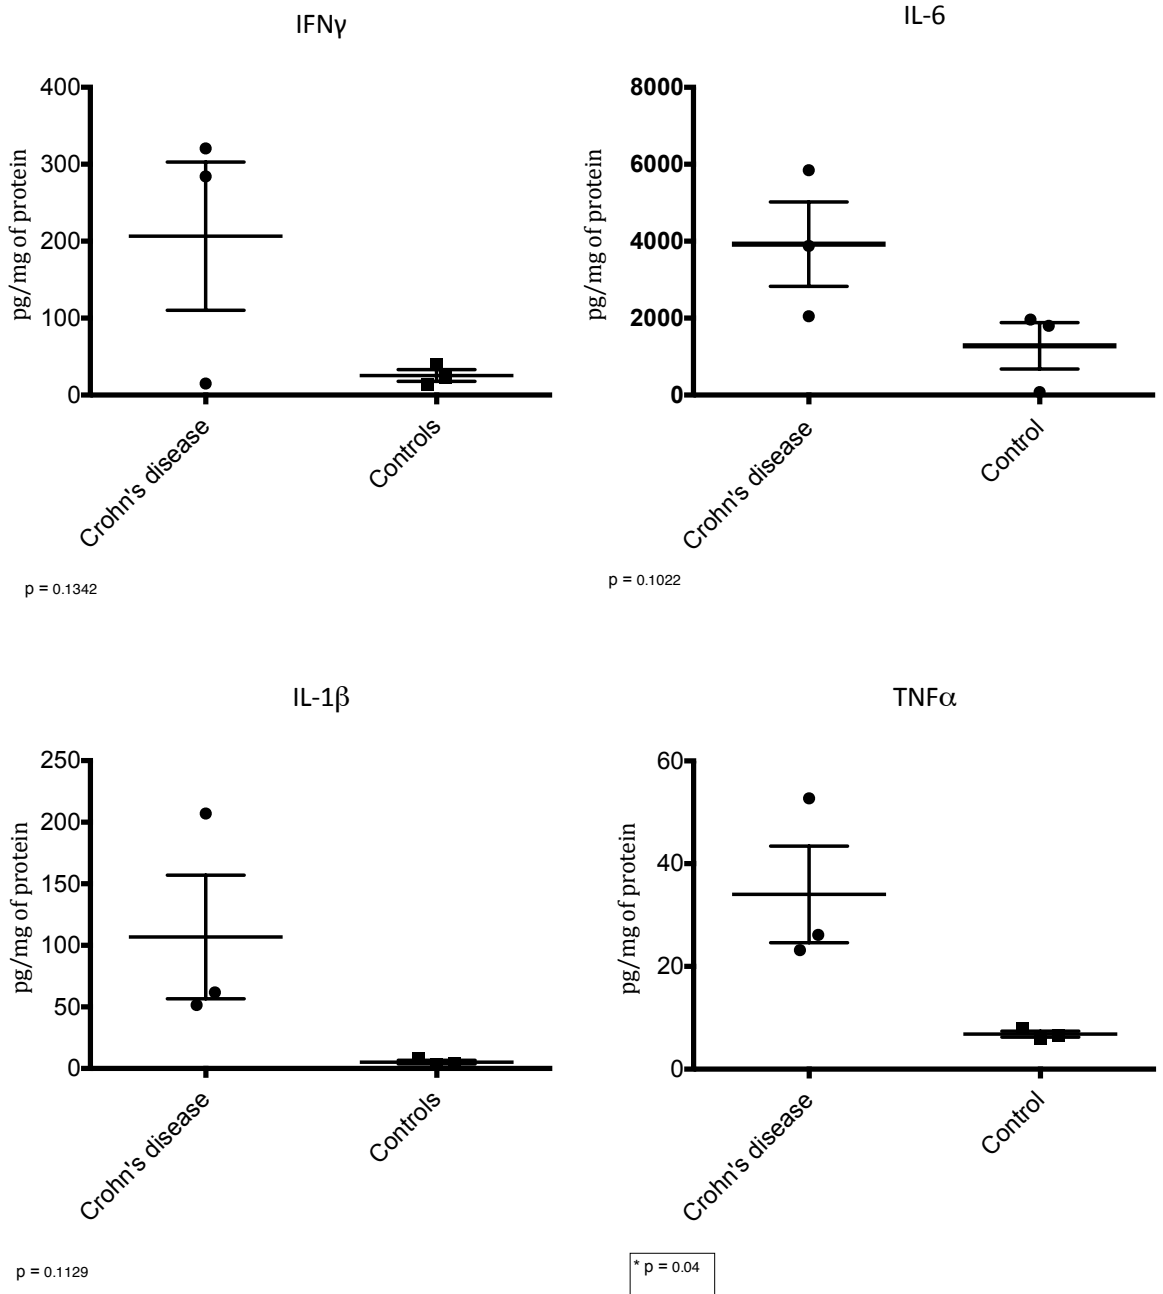 IFNγ
400
300
200
100
0
pg/mg of protein
Crohn's disease
Controls
p = 0.1342
IL-6
8000
6000
4000
2000
0
pg/mg of protein
Crohn's disease
Control
p = 0.1022
IL-1β
250
200
150
100
50
0
pg/mg of protein
Crohn's disease
Controls
p = 0.1129
TNFα
60
40
20
0
pg/mg of protein
Crohn's disease
Control
* p = 0.04